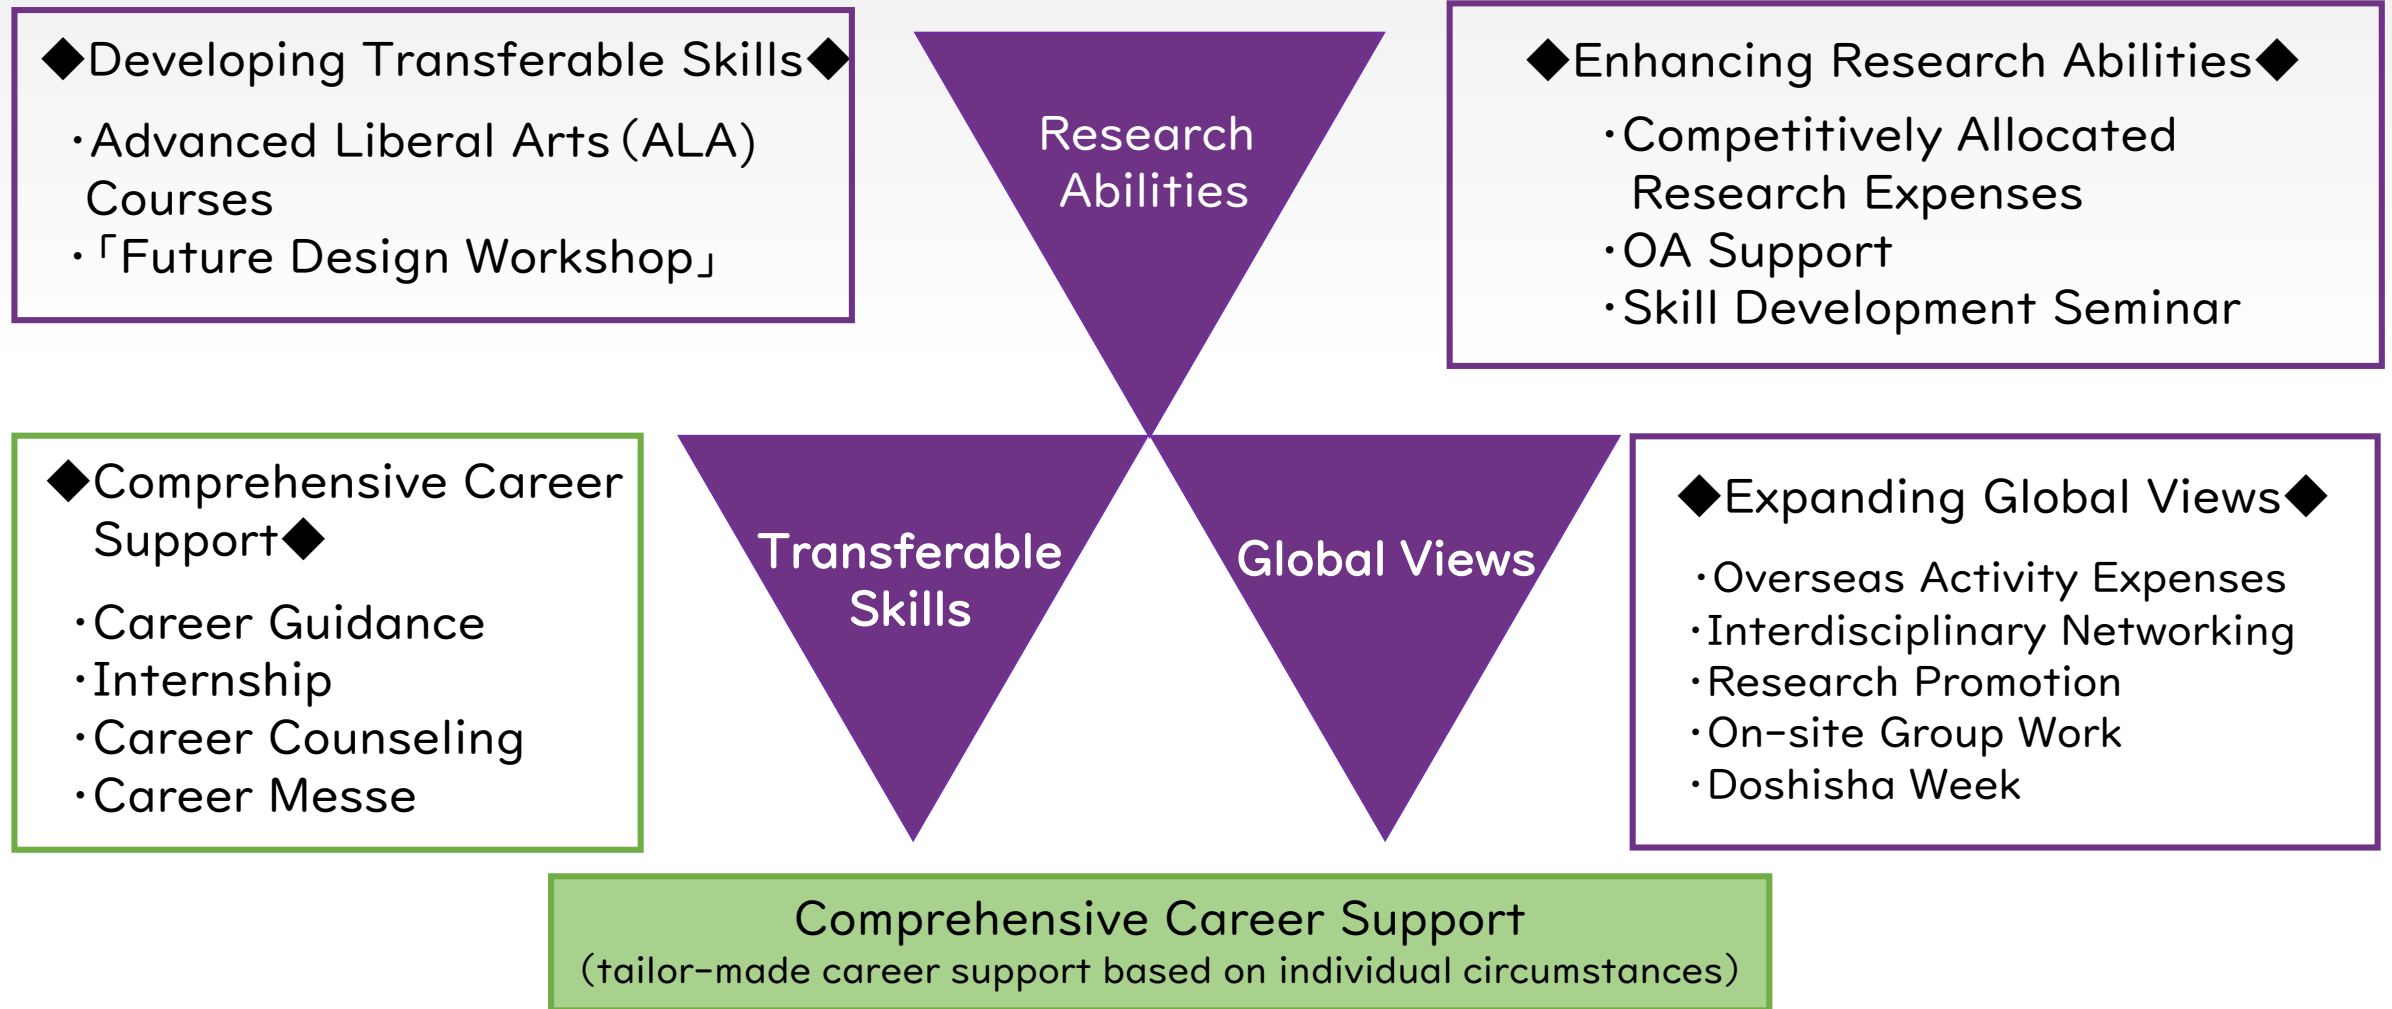 ◆Developing Transferable Skills◆
・Advanced Liberal Arts（ALA）
Courses
・「Future Design Workshop」
Research
Abilities
◆Enhancing Research Abilities◆
・Competitively Allocated
Research Expenses
・OA Support
・Skill Development Seminar
◆Comprehensive Career
Support◆
・Career Guidance
・Internship
・Career Counseling
・Career Messe
Transferable
Skills
Global Views
◆Expanding Global Views◆
・Overseas Activity Expenses
・Interdisciplinary Networking
・Research Promotion
・On-site Group Work
・Doshisha Week
Comprehensive Career Support
（tailor-made career support based on individual circumstances）